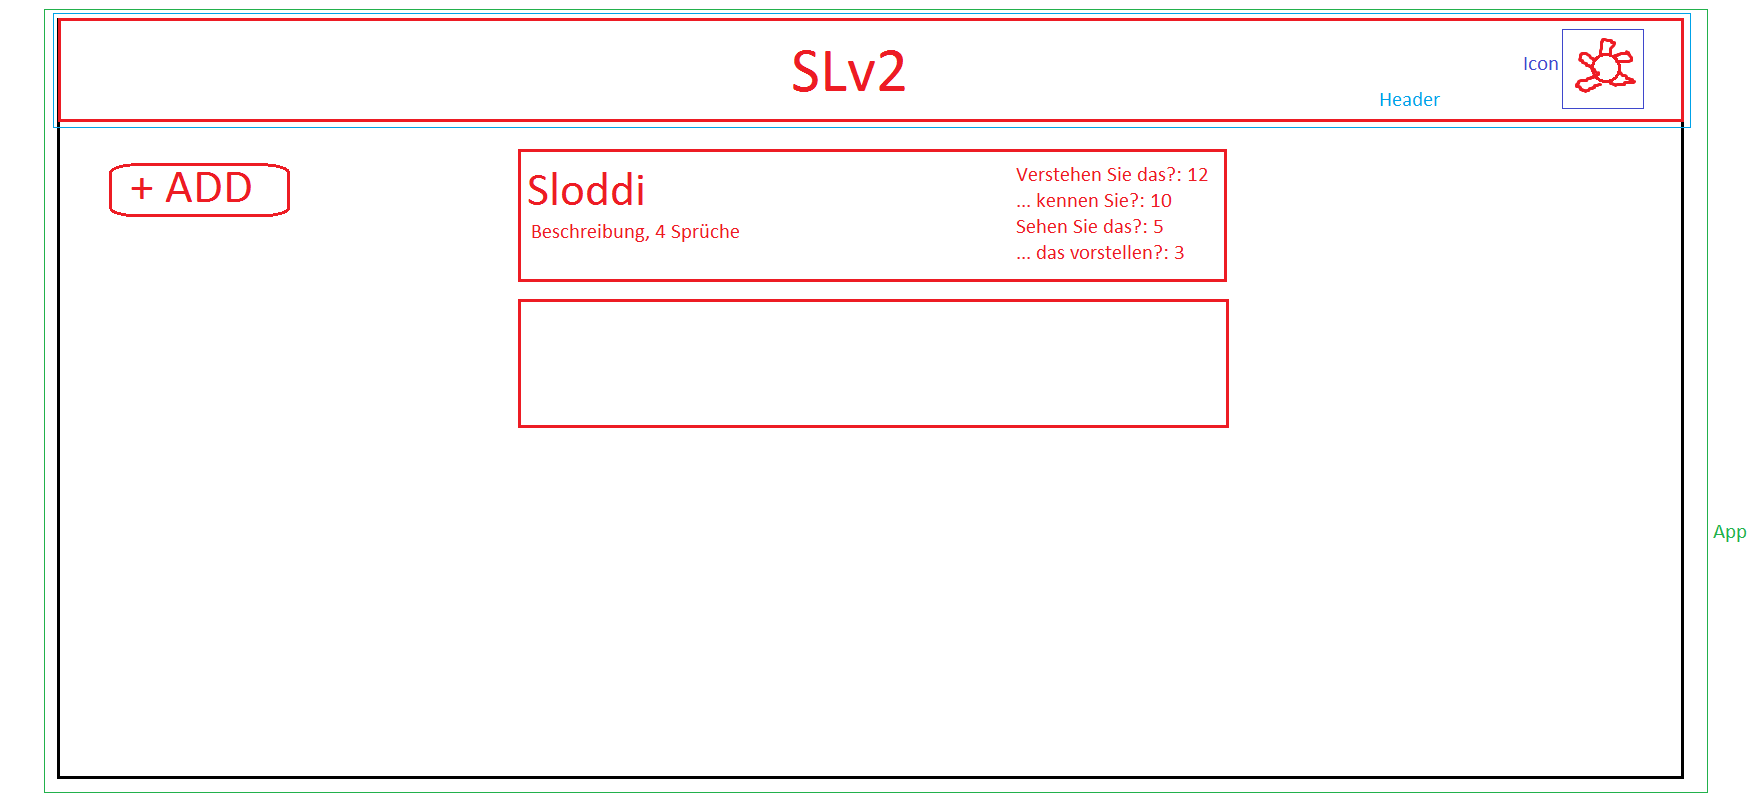 SLv2
Icon
Header
+ ADD
Sloddi
Beschreibung, 4 Sprüche
Verstehen Sie das?: 12
... kennen Sie?: 10
Sehen Sie das?: 5
... das vorstellen?: 3
App